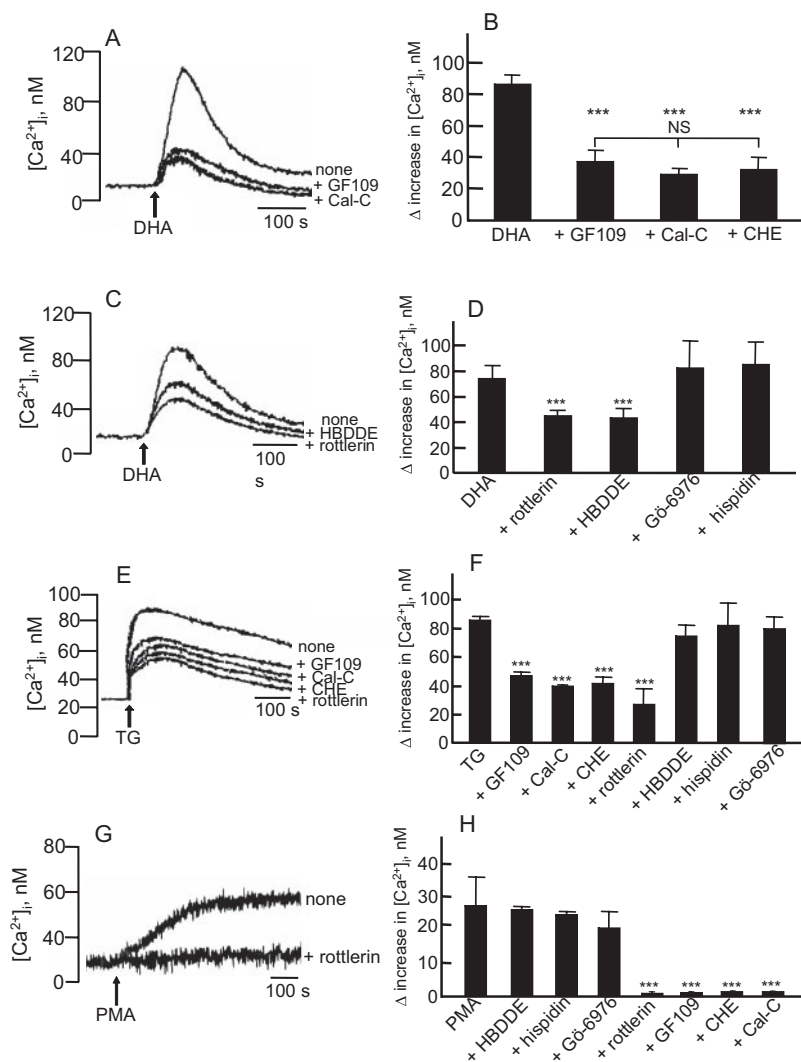 A
[Ca²⁺]ᵢ, nM
120
80
40
0
none
+ GF109
+ Cal-C
DHA
100 s
B
Δ increase in [Ca²⁺]ᵢ, nM
100
80
60
40
20
0
*** *** ***
NS
DHA + GF109 + Cal-C + CHE
C
[Ca²⁺]ᵢ, nM
120
80
40
0
none
+ HBDDE
+ rottlerin
DHA
100
s
D
Δ increase in [Ca²⁺]ᵢ, nM
100
80
60
40
20
0
*** ***
DHA + rottlerin + HBDDE + Gö-6976 + hispidin
E
[Ca²⁺]ᵢ, nM
100
80
60
40
20
0
none
+ GF109
+ Cal-C
+ CHE
+ rottlerin
TG
100 s
F
Δ increase in [Ca²⁺]ᵢ, nM
100
80
60
40
20
0
*** *** *** ***
TG + GF109 + Cal-C + CHE + rottlerin + HBDDE + hispidin + Gö-6976
G
[Ca²⁺]ᵢ, nM
80
60
40
20
0
none
+ rottlerin
PMA
100 s
H
Δ increase in [Ca²⁺]ᵢ, nM
40
30
20
10
0
*** *** *** ***
PMA + HBDDE + hispidin + Gö-6976 + rottlerin + GF109 + CHE + Cal-C